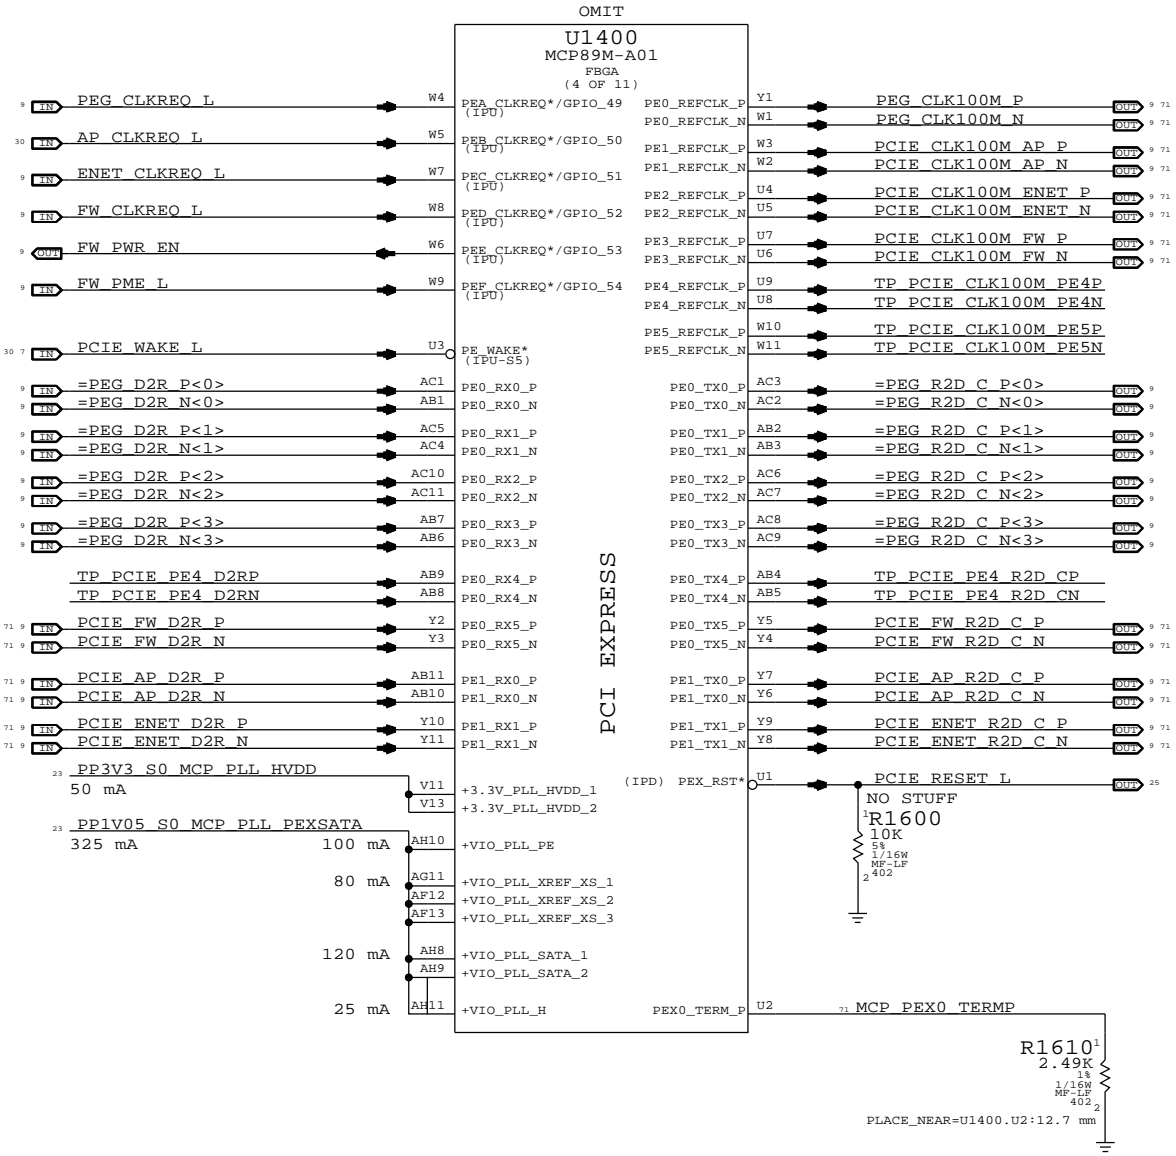 OMIT
U1400
MCP89M-A01
FBGA
(4 OF 11)
9 IN PEG_CLKREQ_L W4 PEA_CLKREQ*/GPIO_49
(IPU)
30 IN AP_CLKREQ_L W5 PEB_CLKREQ*/GPIO_50
(IPU)
9 IN ENET_CLKREQ_L W7 PEC_CLKREQ*/GPIO_51
(IPU)
9 IN FW_CLKREQ_L W8 PED_CLKREQ*/GPIO_52
(IPU)
9 OUT FW_PWR_EN W6 PEE_CLKREQ*/GPIO_53
(IPU)
9 IN FW_PME_L W9 PEF_CLKREQ*/GPIO_54
(IPU)
30 7 IN PCIE_WAKE_L U3 PE_WAKE*
(IPU-S5)
9 IN =PEG_D2R_P<0> AC1 PE0_RX0_P
9 IN =PEG_D2R_N<0> AB1 PE0_RX0_N
9 IN =PEG_D2R_P<1> AC5 PE0_RX1_P
9 IN =PEG_D2R_N<1> AC4 PE0_RX1_N
9 IN =PEG_D2R_P<2> AC10 PE0_RX2_P
9 IN =PEG_D2R_N<2> AC11 PE0_RX2_N
9 IN =PEG_D2R_P<3> AB7 PE0_RX3_P
9 IN =PEG_D2R_N<3> AB6 PE0_RX3_N
TP_PCIE_PE4_D2RP AB9 PE0_RX4_P
TP_PCIE_PE4_D2RN AB8 PE0_RX4_N
71 9 IN PCIE_FW_D2R_P Y2 PE0_RX5_P
71 9 IN PCIE_FW_D2R_N Y3 PE0_RX5_N
71 9 IN PCIE_AP_D2R_P AB11 PE1_RX0_P
71 9 IN PCIE_AP_D2R_N AB10 PE1_RX0_N
71 9 IN PCIE_ENET_D2R_P Y10 PE1_RX1_P
71 9 IN PCIE_ENET_D2R_N Y11 PE1_RX1_N
23 PP3V3_S0_MCP_PLL_HVDD
50 mA V11 +3.3V_PLL_HVDD_1
V13 +3.3V_PLL_HVDD_2
23 PP1V05_S0_MCP_PLL_PEXSATA
325 mA 100 mA AH10 +VIO_PLL_PE
80 mA AG11 +VIO_PLL_XREF_XS_1
AF12 +VIO_PLL_XREF_XS_2
AF13 +VIO_PLL_XREF_XS_3
120 mA AH8 +VIO_PLL_SATA_1
AH9 +VIO_PLL_SATA_2
25 mA AH11 +VIO_PLL_H
PCI EXPRESS
PE0_REFCLK_P Y1 PEG_CLK100M_P OUT 9 71
PE0_REFCLK_N W1 PEG_CLK100M_N OUT 9 71
PE1_REFCLK_P W3 PCIE_CLK100M_AP_P OUT 9 71
PE1_REFCLK_N W2 PCIE_CLK100M_AP_N OUT 9 71
PE2_REFCLK_P U4 PCIE_CLK100M_ENET_P OUT 9 71
PE2_REFCLK_N U5 PCIE_CLK100M_ENET_N OUT 9 71
PE3_REFCLK_P U7 PCIE_CLK100M_FW_P OUT 9 71
PE3_REFCLK_N U6 PCIE_CLK100M_FW_N OUT 9 71
PE4_REFCLK_P U9 TP_PCIE_CLK100M_PE4P
PE4_REFCLK_N U8 TP_PCIE_CLK100M_PE4N
PE5_REFCLK_P W10 TP_PCIE_CLK100M_PE5P
PE5_REFCLK_N W11 TP_PCIE_CLK100M_PE5N
PE0_TX0_P AC3 =PEG_R2D_C_P<0> OUT 9
PE0_TX0_N AC2 =PEG_R2D_C_N<0> OUT 9
PE0_TX1_P AB2 =PEG_R2D_C_P<1> OUT 9
PE0_TX1_N AB3 =PEG_R2D_C_N<1> OUT 9
PE0_TX2_P AC6 =PEG_R2D_C_P<2> OUT 9
PE0_TX2_N AC7 =PEG_R2D_C_N<2> OUT 9
PE0_TX3_P AC8 =PEG_R2D_C_P<3> OUT 9
PE0_TX3_N AC9 =PEG_R2D_C_N<3> OUT 9
PE0_TX4_P AB4 TP_PCIE_PE4_R2D_CP
PE0_TX4_N AB5 TP_PCIE_PE4_R2D_CN
PE0_TX5_P Y5 PCIE_FW_R2D_C_P OUT 9 71
PE0_TX5_N Y4 PCIE_FW_R2D_C_N OUT 9 71
PE1_TX0_P Y7 PCIE_AP_R2D_C_P OUT 9 71
PE1_TX0_N Y6 PCIE_AP_R2D_C_N OUT 9 71
PE1_TX1_P Y9 PCIE_ENET_R2D_C_P OUT 9 71
PE1_TX1_N Y8 PCIE_ENET_R2D_C_N OUT 9 71
(IPD) PEX_RST* U1 PCIE_RESET_L OUT 25
NO STUFF
1 R1600
10K
5%
1/16W
MF-LF
2 402
PEX0_TERM_P U2 71 MCP_PEX0_TERMP
R1610 1
2.49K
1%
1/16W
MF-LF
402 2
PLACE_NEAR=U1400.U2:12.7 mm